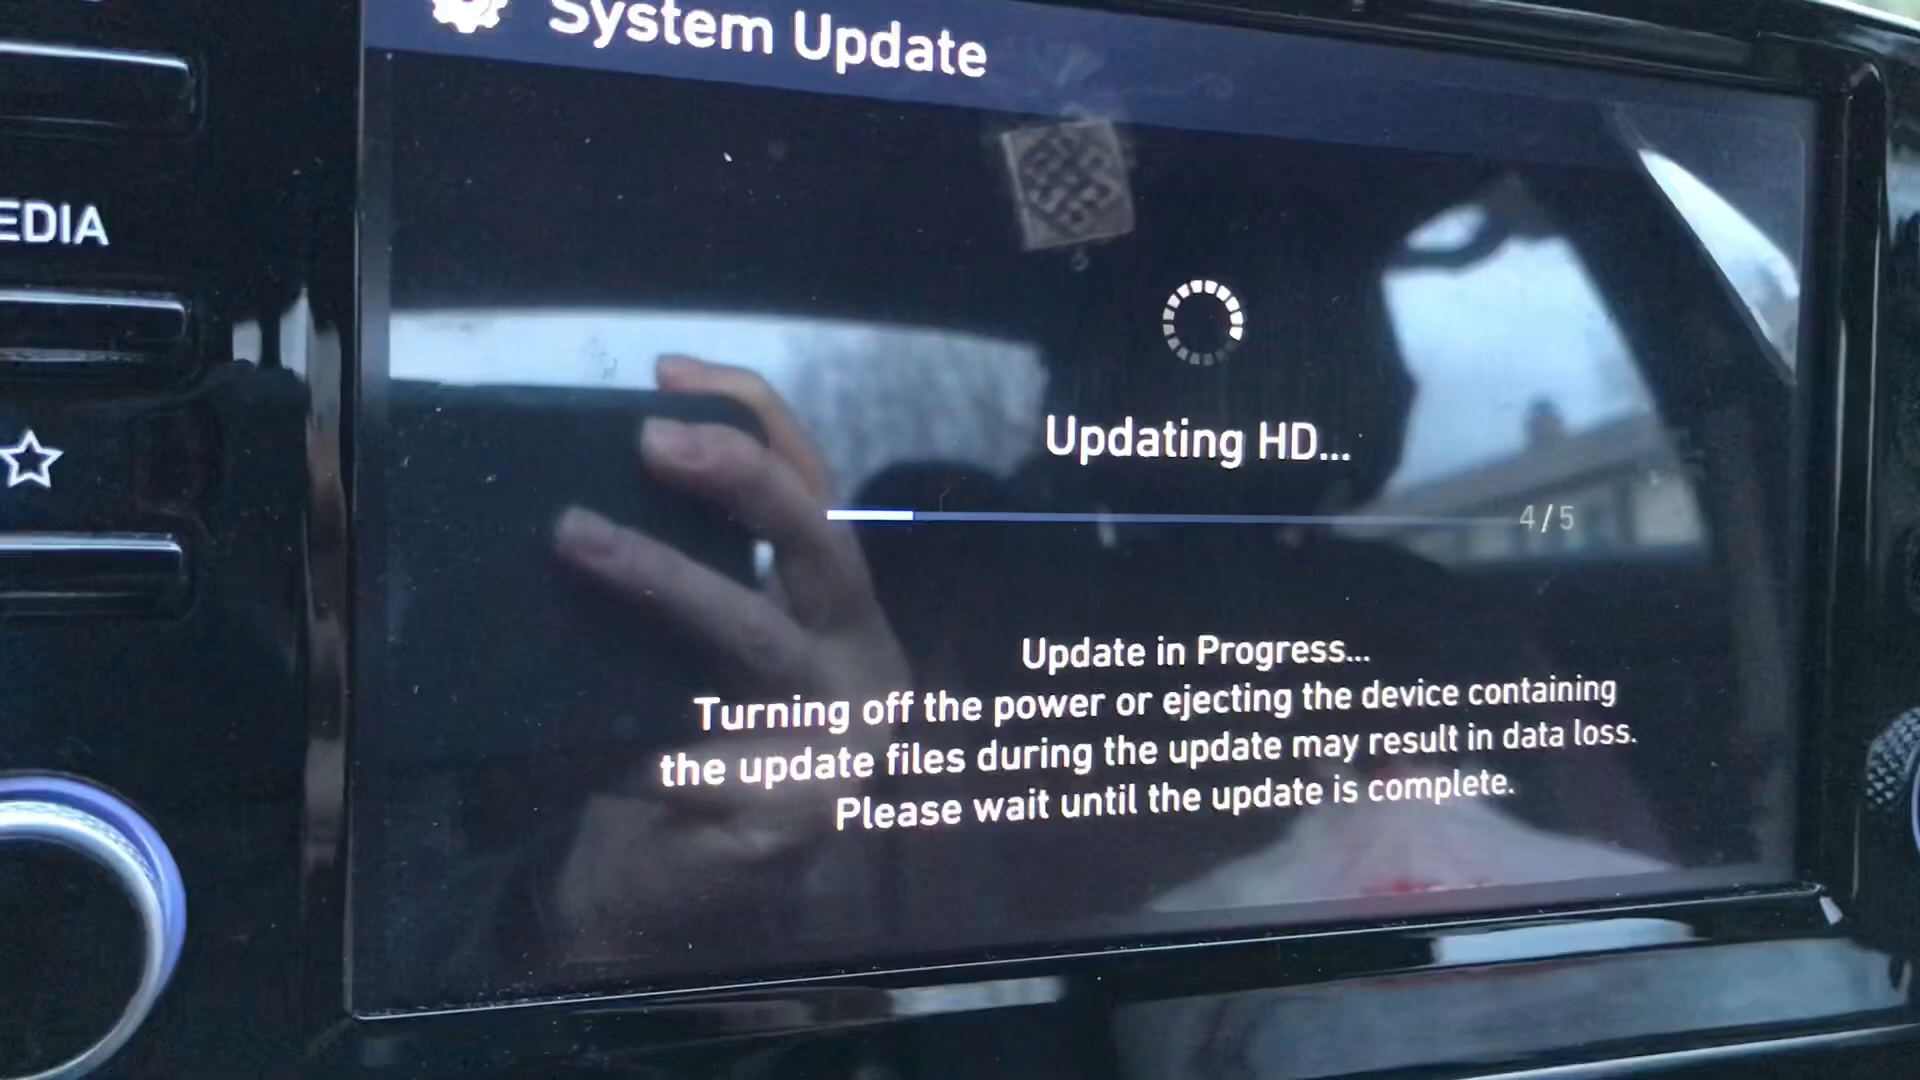 System Update
EDIA
Updating HD...
4/5
Update in Progress...
Turning off the power or ejecting the device containing
the update files during the update may result in data loss.
Please wait until the update is complete.